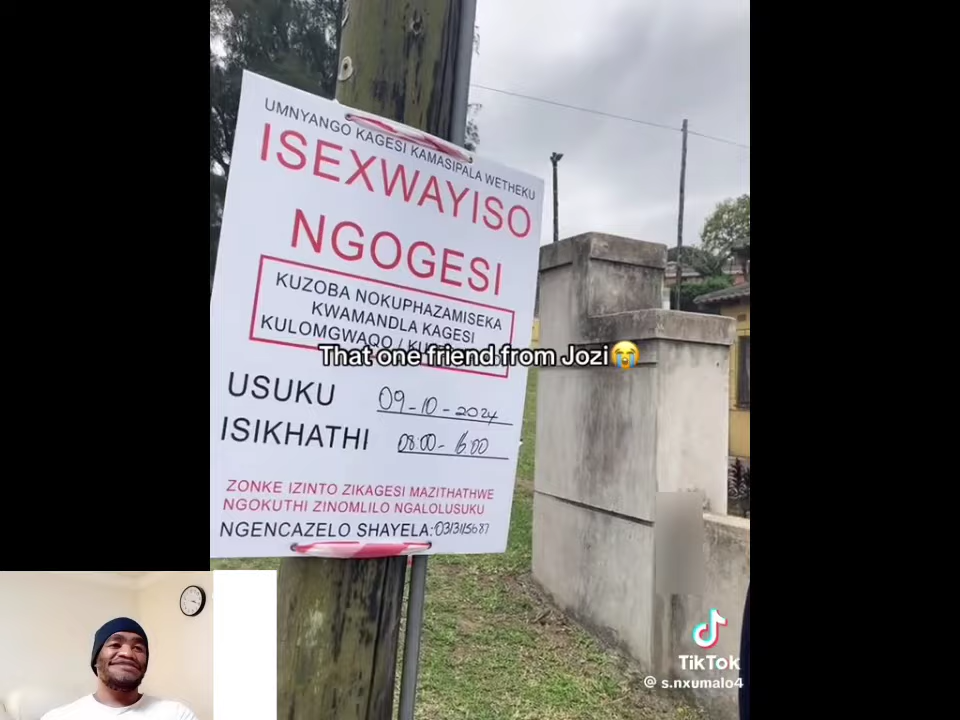 UMNYANGO KAGESI KAMASIPALA WETHEKU
ISEXWAYISO
NGOGESI
KUZOBA NOKUPHAZAMISEKA
KWAMANDLA KAGESI
KULOMGWAQO /
That one friend from Jozi😭
USUKU 09-10-2024
ISIKHATHI 08:00- 6:00
ZONKE IZINTO ZIKAGESI MAZITHATHWE
NGOKUTHI ZINOMLILO NGALOLUSUKU
NGENCAZELO SHAYELA:
TikTok
@ s.nxumalo4